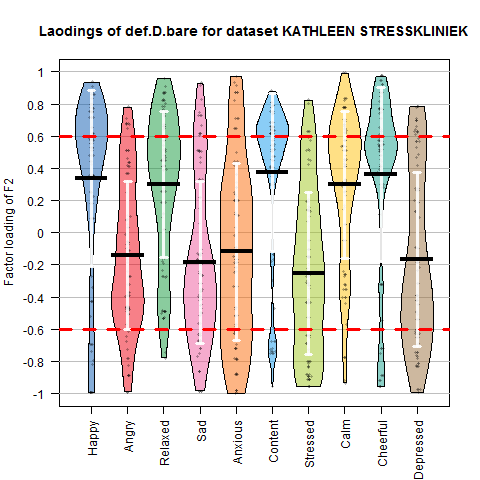 Laodings of def.D.bare for dataset KATHLEEN STRESSKLINIEK
Factor loading of F2
1
0.8
0.6
0.4
0.2
0
-0.2
-0.4
-0.6
-0.8
-1
Happy
Angry
Relaxed
Sad
Anxious
Content
Stressed
Calm
Cheerful
Depressed